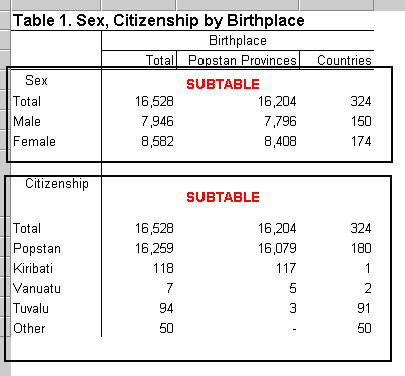 Table 1. Sex, Citizenship by Birthplace
Birthplace
Total Popstan Provinces Countries
Sex SUBTABLE
Total 16,528 16,204 324
Male 7,946 7,796 150
Female 8,582 8,408 174
Citizenship
SUBTABLE
Total 16,528 16,204 324
Popstan 16,259 16,079 180
Kiribati 118 117 1
Vanuatu 7 5 2
Tuvalu 94 3 91
Other 50 - 50